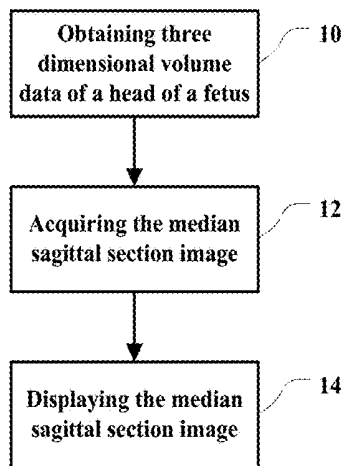 Obtaining three
dimensional volume
data of a head of a fetus
10
Acquiring the median
sagittal section image
12
Displaying the median
sagittal section image
14